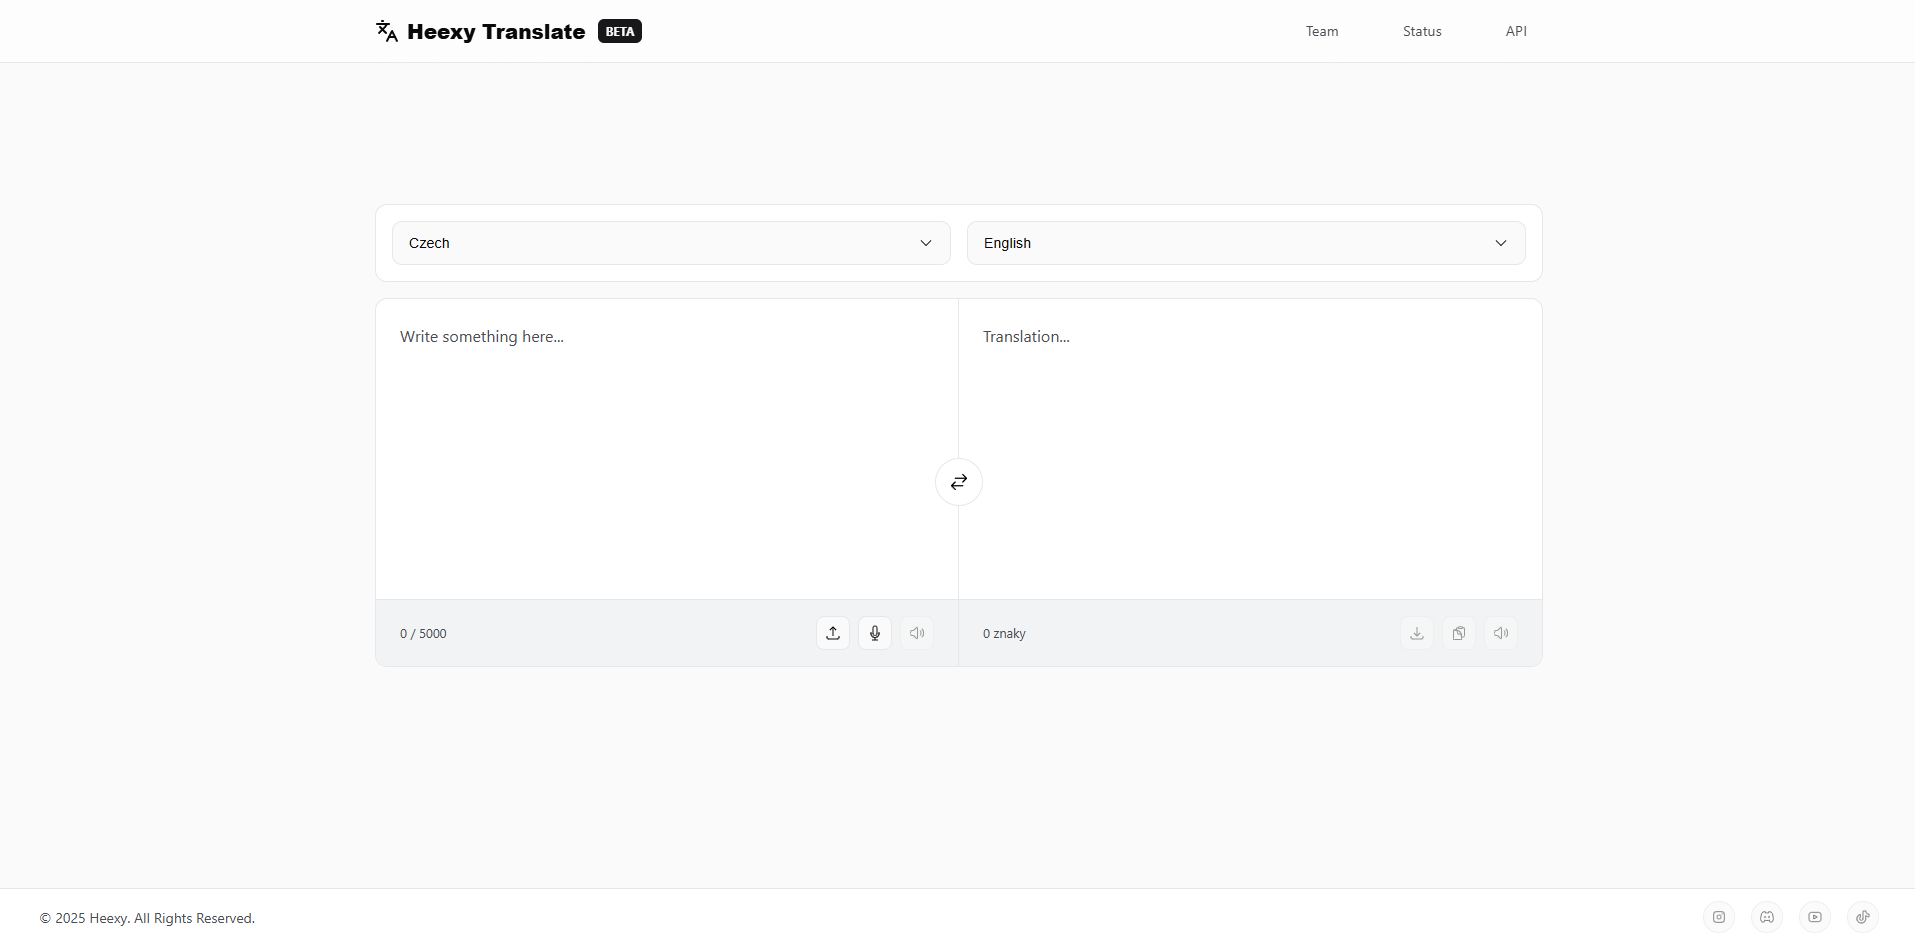 Heexy Translate BETA
Team Status API
Czech English
Write something here... Translation...
0 / 5000 0 znaky
© 2025 Heexy. All Rights Reserved.